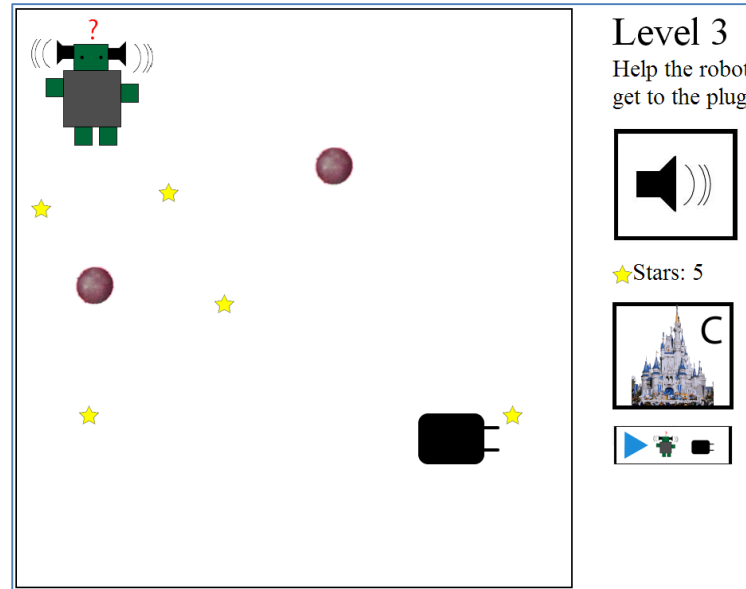 ?
Level 3
Help the robot
get to the plug
Stars: 5
C